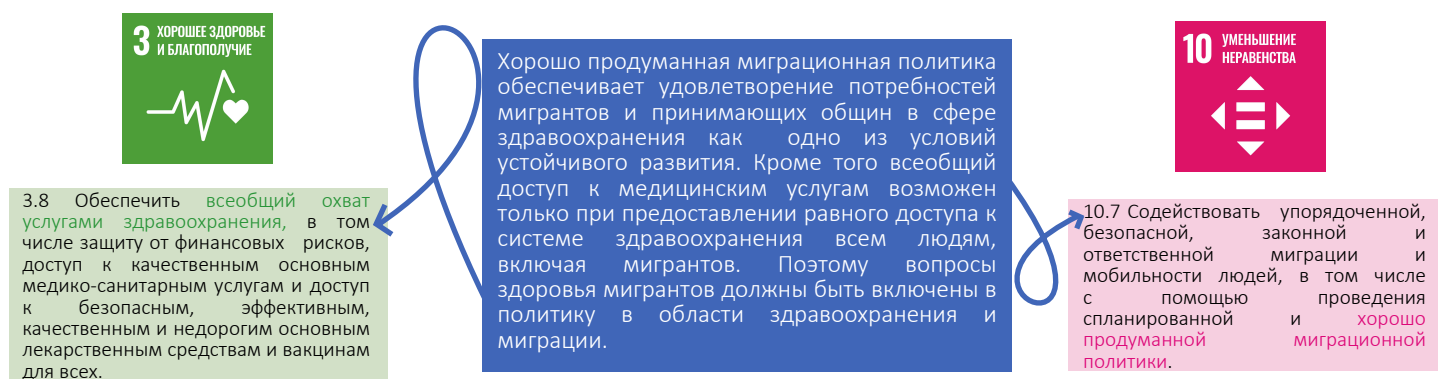 3 ХОРОШЕЕ ЗДОРОВЬЕ
И БЛАГОПОЛУЧИЕ
3.8 Обеспечить всеобщий охват
услугами здравоохранения, в том
числе защиту от финансовых рисков,
доступ к качественным основным
медико-санитарным услугам и доступ
к безопасным, эффективным,
качественным и недорогим основным
лекарственным средствам и вакцинам
для всех.
Хорошо продуманная миграционная политика
обеспечивает удовлетворение потребностей
мигрантов и принимающих общин в сфере
здравоохранения как одно из условий
устойчивого развития. Кроме того всеобщий
доступ к медицинским услугам возможен
только при предоставлении равного доступа к
системе здравоохранения всем людям,
включая мигрантов. Поэтому вопросы
здоровья мигрантов должны быть включены в
политику в области здравоохранения и
миграции.
10 УМЕНЬШЕНИЕ
НЕРАВЕНСТВА
10.7 Содействовать упорядоченной,
безопасной, законной и
ответственной миграции и
мобильности людей, в том числе
с помощью проведения
спланированной и хорошо
продуманной миграционной
политики.